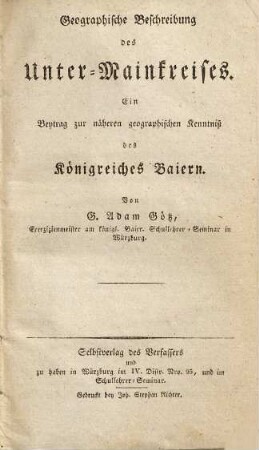 Geographische Beschreibung
des
Unter-Mainkreises.
Ein
Beytrag zur näheren geographischen Kenntniß
des
Königreiches Baiern.
Von
G. Adam Götz,
Exerzizienmeister am königl. Baier. Schullehrer-Seminar in
Würzburg.
Selbstverlag des Verfassers
und
zu haben in Würzburg im IV. Distr. Nro. 95, und im
Schullehrer-Seminar.
Gedruckt bey Joh. Stephan Richter.